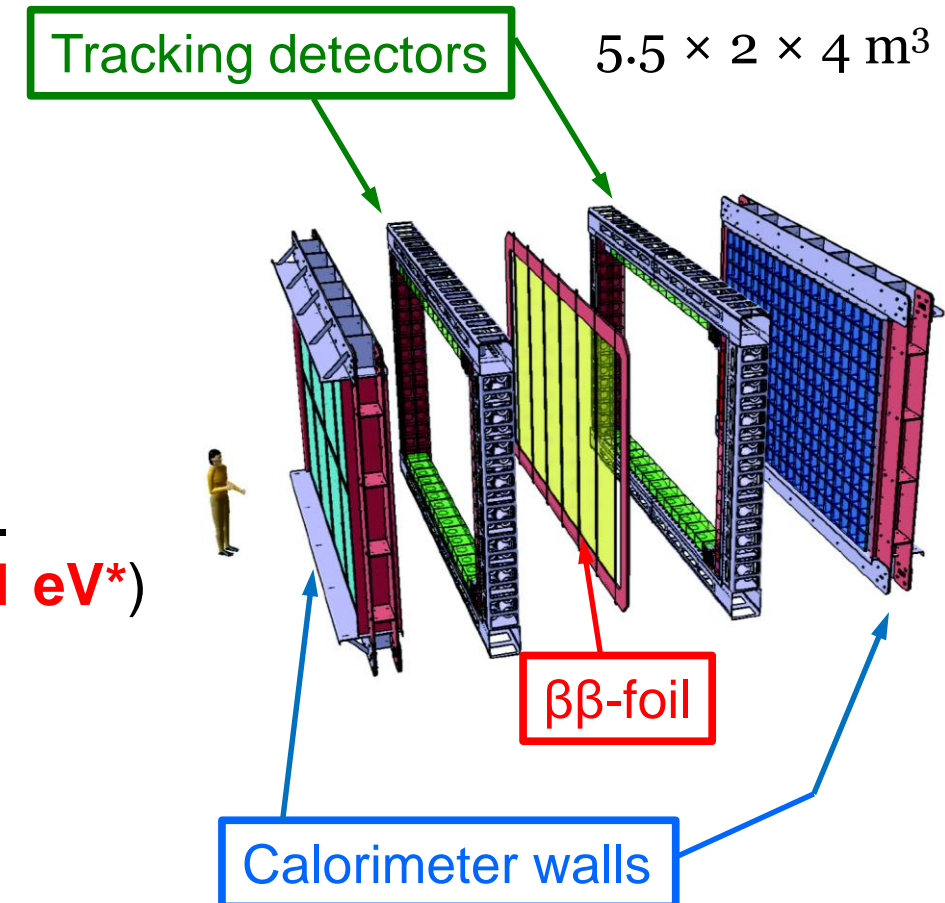 Tracking detectors
5.5 × 2 × 4 m³
eV*)
ββ-foil
Calorimeter walls